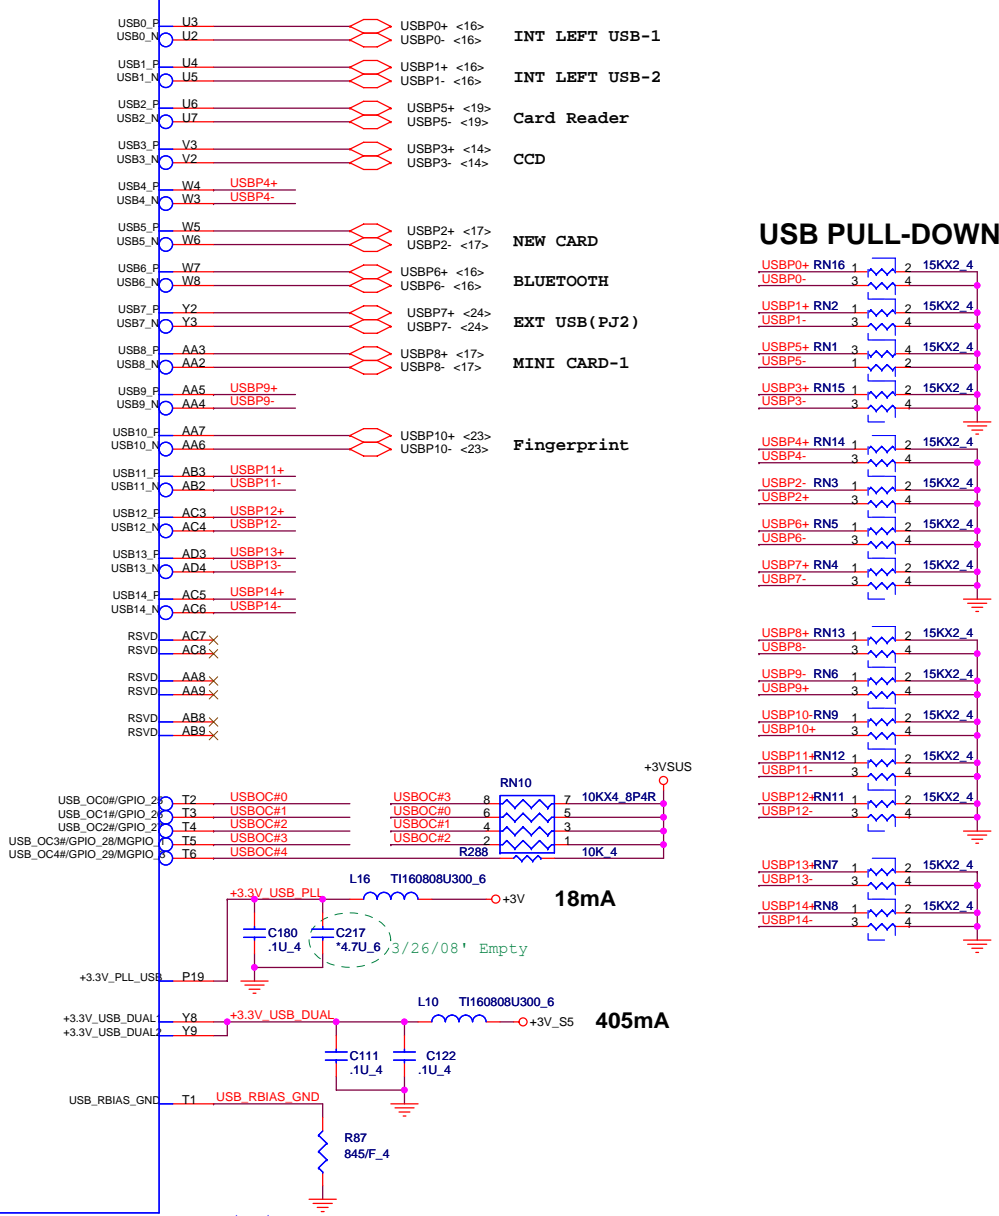 USB0_P U3 USBP0+ <16>
USB0_N U2 USBP0- <16> INT LEFT USB-1
USB1_P U4 USBP1+ <16>
USB1_N U5 USBP1- <16> INT LEFT USB-2
USB2_P U6 USBP5+ <19>
USB2_N U7 USBP5- <19> Card Reader
USB3_P V3 USBP3+ <14>
USB3_N V2 USBP3- <14> CCD
USB4_P W4 USBP4+
USB4_N W3 USBP4-
USB5_P W5 USBP2+ <17>
USB5_N W6 USBP2- <17> NEW CARD
USB6_P W7 USBP6+ <16>
USB6_N W8 USBP6- <16> BLUETOOTH
USB7_P Y2 USBP7+ <24>
USB7_N Y3 USBP7- <24> EXT USB(PJ2)
USB8_P AA3 USBP8+ <17>
USB8_N AA2 USBP8- <17> MINI CARD-1
USB9_P AA5 USBP9+
USB9_N AA4 USBP9-
USB10_P AA7 USBP10+ <23>
USB10_N AA6 USBP10- <23> Fingerprint
USB11_P AB3 USBP11+
USB11_N AB2 USBP11-
USB12_P AC3 USBP12+
USB12_N AC4 USBP12-
USB13_P AD3 USBP13+
USB13_N AD4 USBP13-
USB14_P AC5 USBP14+
USB14_N AC6 USBP14-
RSVD AC7
RSVD AC8
RSVD AA8
RSVD AA9
RSVD AB8
RSVD AB9
+3VSUS
RN10
USB_OC0#/GPIO_25 T2 USBOC#0 USBOC#3 8 7 10KX4_8P4R
USB_OC1#/GPIO_26 T3 USBOC#1 USBOC#0 6 5
USB_OC2#/GPIO_27 T4 USBOC#2 USBOC#1 4 3
USB_OC3#/GPIO_28/MGPIO_1 T5 USBOC#3 USBOC#2 2 1
USB_OC4#/GPIO_29/MGPIO_3 T6 USBOC#4 R288 10K_4
L16 TI160808U300_6
+3.3V_USB_PLL +3V 18mA
C180 C217
.1U_4 *4.7U_6 3/26/08' Empty
+3.3V_PLL_USB P19
L10 TI160808U300_6
+3.3V_USB_DUAL1 Y8 +3.3V_USB_DUAL +3V_S5 405mA
+3.3V_USB_DUAL2 Y9
C111 C122
.1U_4 .1U_4
USB_RBIAS_GND T1 USB_RBIAS_GND
R87
845/F_4
USB PULL-DOWN
USBP0+ RN16 1 2 15KX2_4
USBP0- 3 4
USBP1+ RN2 1 2 15KX2_4
USBP1- 3 4
USBP5+ RN1 3 4 15KX2_4
USBP5- 1 2
USBP3+ RN15 1 2 15KX2_4
USBP3- 3 4
USBP4+ RN14 1 2 15KX2_4
USBP4- 3 4
USBP2- RN3 1 2 15KX2_4
USBP2+ 3 4
USBP6+ RN5 1 2 15KX2_4
USBP6- 3 4
USBP7+ RN4 1 2 15KX2_4
USBP7- 3 4
USBP8+ RN13 1 2 15KX2_4
USBP8- 3 4
USBP9- RN6 1 2 15KX2_4
USBP9+ 3 4
USBP10- RN9 1 2 15KX2_4
USBP10+ 3 4
USBP11+ RN12 1 2 15KX2_4
USBP11- 3 4
USBP12+ RN11 1 2 15KX2_4
USBP12- 3 4
USBP13+ RN7 1 2 15KX2_4
USBP13- 3 4
USBP14+ RN8 1 2 15KX2_4
USBP14- 3 4